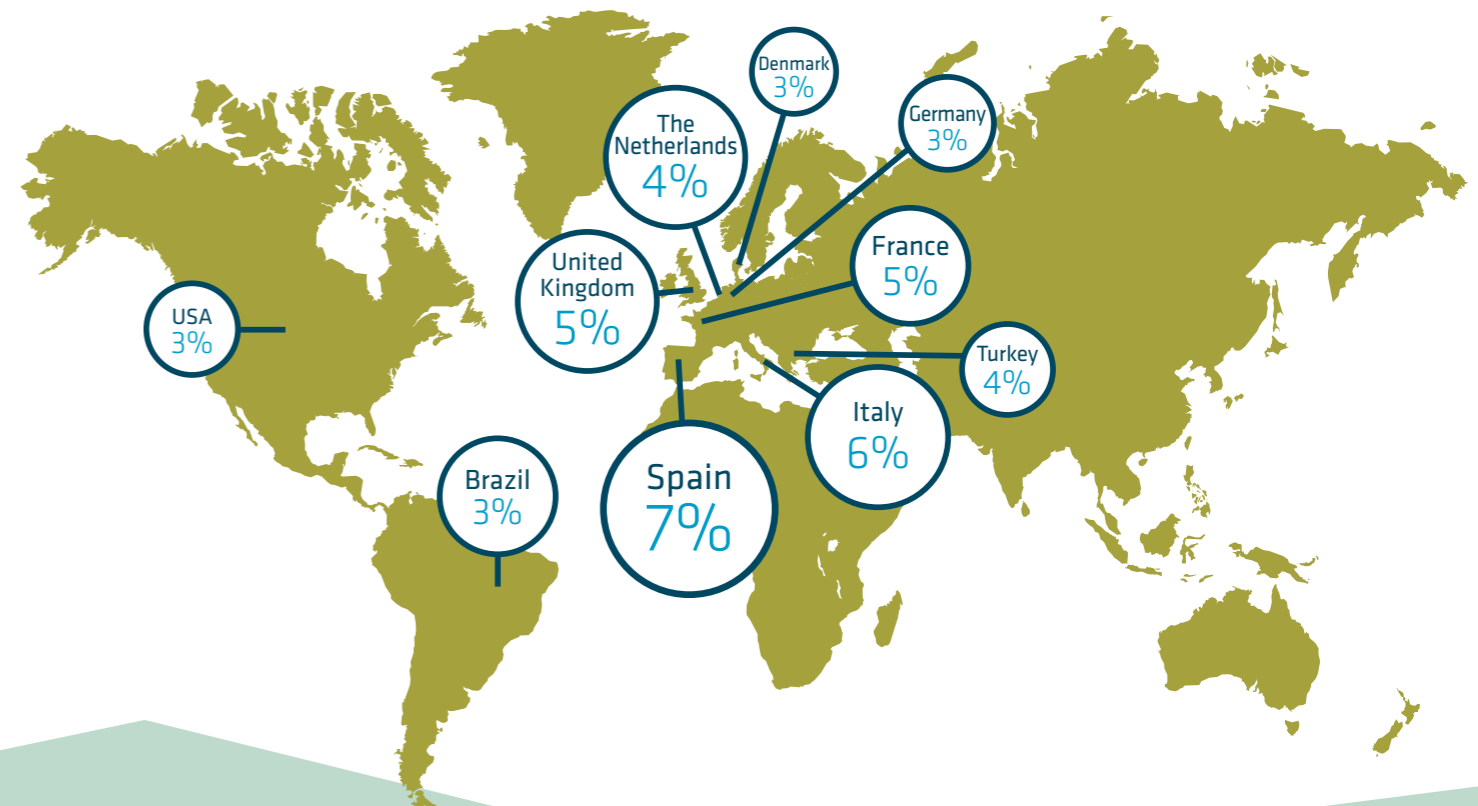 Denmark
3%
The
Netherlands
4%
Germany
3%
United
Kingdom
5%
France
5%
USA
3%
Turkey
4%
Italy
6%
Brazil
3%
Spain
7%